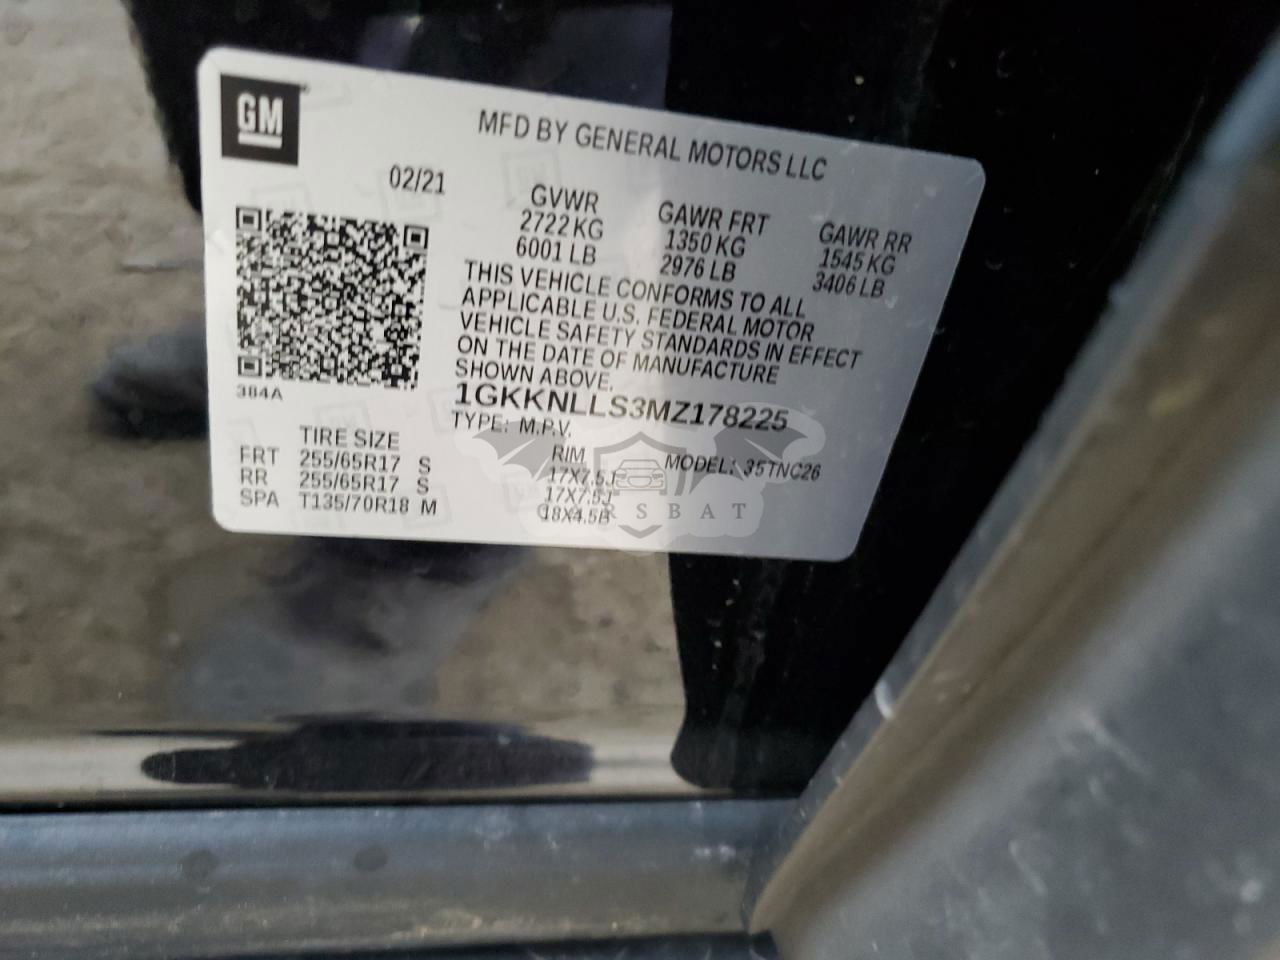 GM
MFD BY GENERAL MOTORS LLC
02/21
GVWR GAWR FRT GAWR RR
2722 KG 1350 KG 1545 KG
6001 LB 2976 LB 3406 LB
THIS VEHICLE CONFORMS TO ALL
APPLICABLE U.S. FEDERAL MOTOR
VEHICLE SAFETY STANDARDS IN EFFECT
ON THE DATE OF MANUFACTURE
SHOWN ABOVE.
384A
1GKKNLLS3MZ178225
TYPE: M.P.V. MODEL: 35TNC26
TIRE SIZE RIM
FRT 255/65R17 S 17X7.5J
RR 255/65R17 S 17X7.5J
SPA T135/70R18 M 18X4.5B
CARSBAT